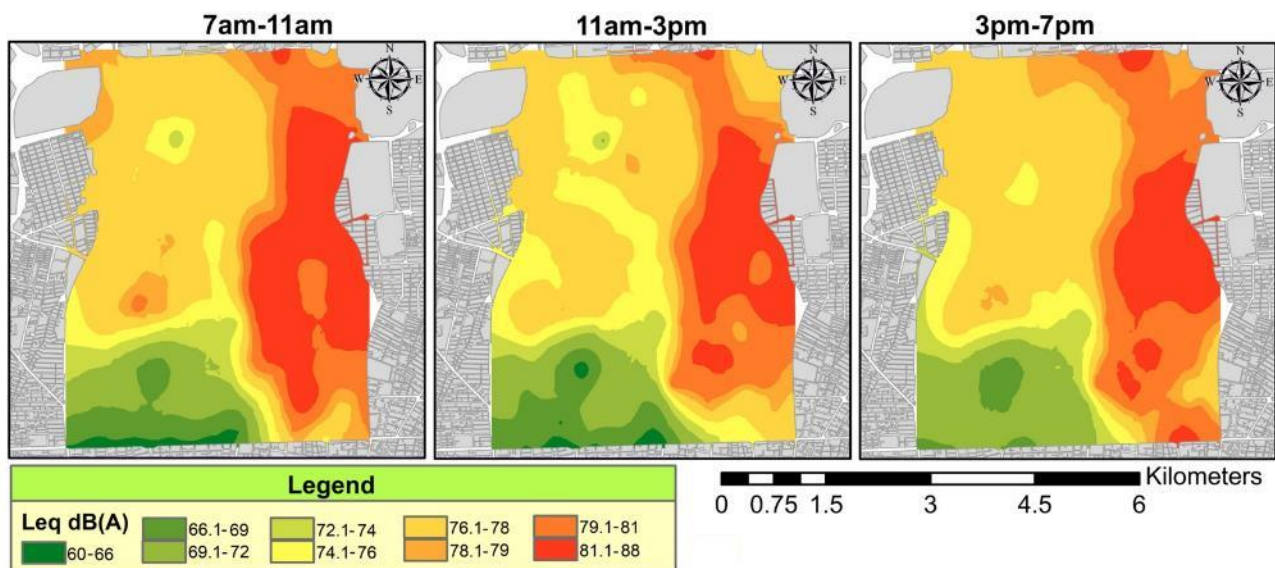 7am-11am
11am-3pm
3pm-7pm
N
W E
S
N
W E
S
N
W E
S
Legend
Leq dB(A)
60-66
66.1-69
69.1-72
72.1-74
74.1-76
76.1-78
78.1-79
79.1-81
81.1-88
Kilometers
0 0.75 1.5 3 4.5 6